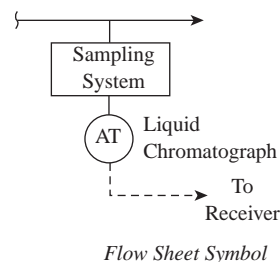 Sampling
System
AT
Liquid
Chromatograph
To
Receiver
Flow Sheet Symbol